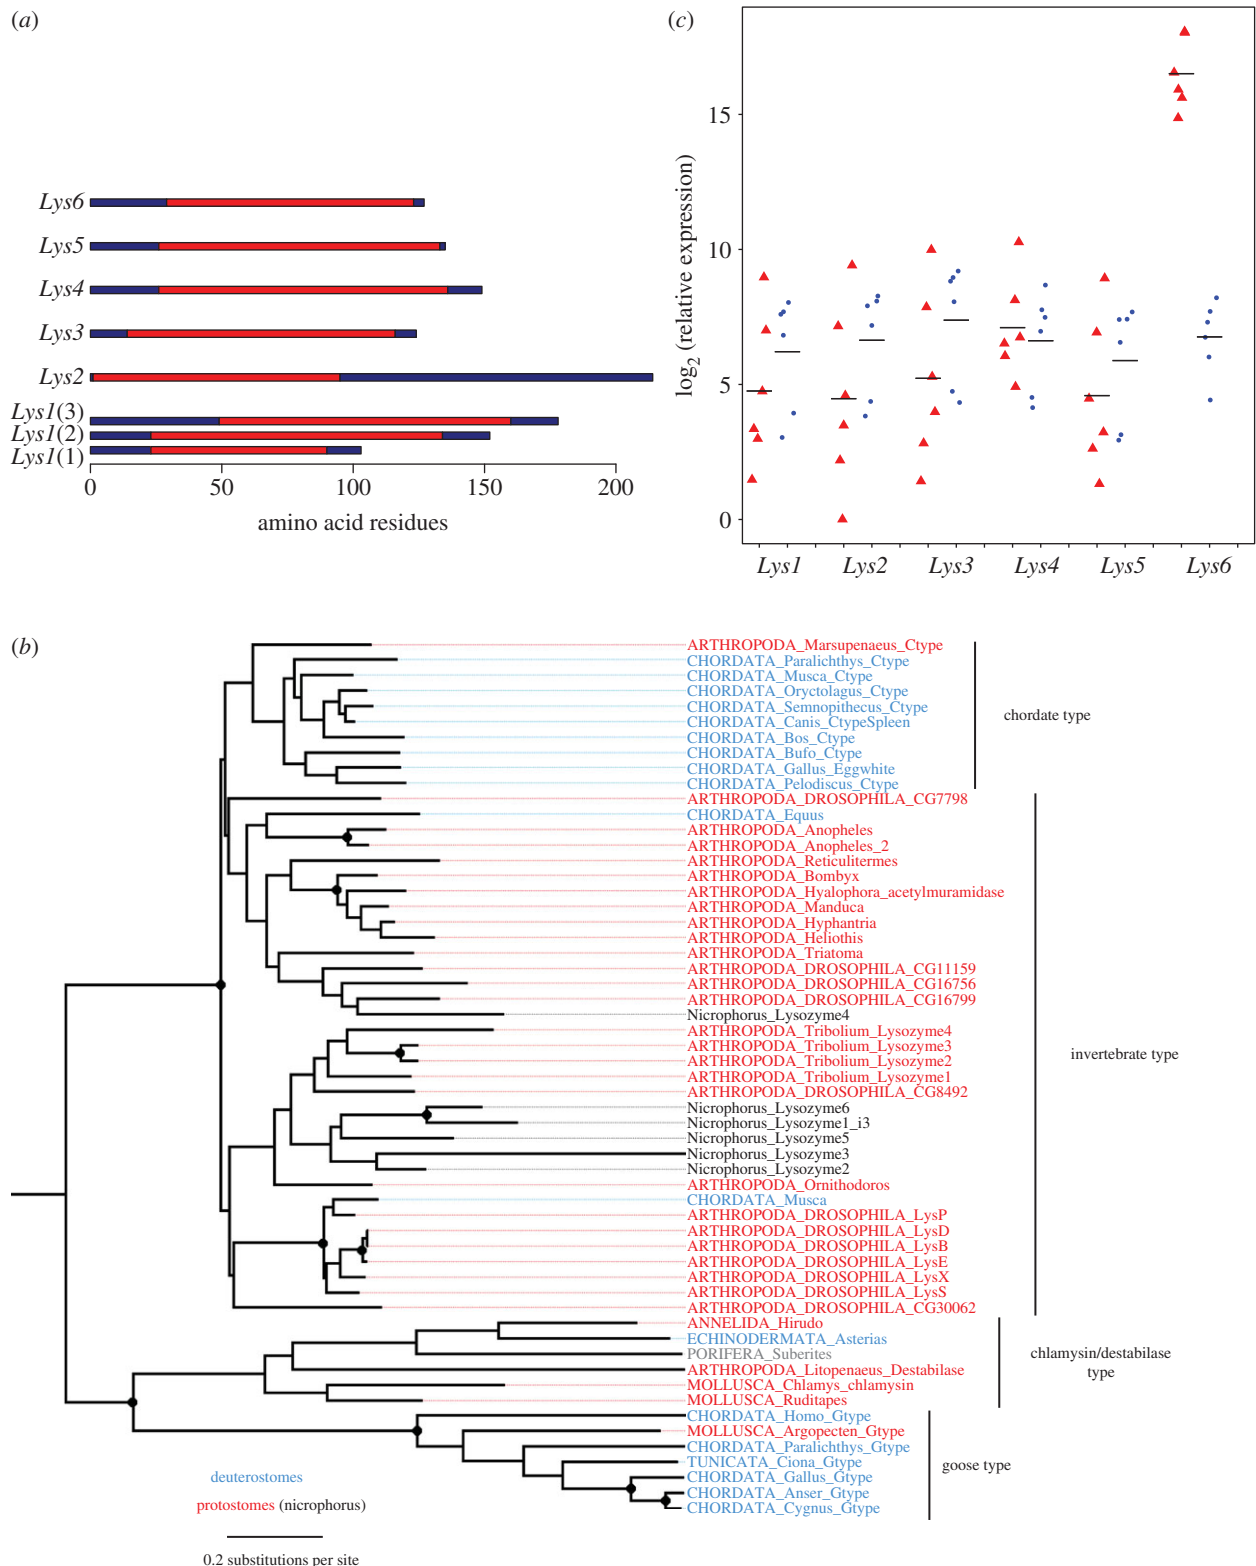 (a)
Lys6
Lys5
Lys4
Lys3
Lys2
Lys1(3)
Lys1(2)
Lys1(1)
0 50 100 150 200
amino acid residues
(c)
log2 (relative expression)
15
10
5
0
Lys1 Lys2 Lys3 Lys4 Lys5 Lys6
(b)
ARTHROPODA_Marsupenaeus_Ctype
CHORDATA_Paralichthys_Ctype
CHORDATA_Musca_Ctype
CHORDATA_Oryctolagus_Ctype
CHORDATA_Semnopithecus_Ctype
CHORDATA_Canis_CtypeSpleen
CHORDATA_Bos_Ctype
CHORDATA_Bufo_Ctype
CHORDATA_Gallus_Eggwhite
CHORDATA_Pelodiscus_Ctype
chordate type
ARTHROPODA_DROSOPHILA_CG7798
CHORDATA_Equus
ARTHROPODA_Anopheles
ARTHROPODA_Anopheles_2
ARTHROPODA_Reticulitermes
ARTHROPODA_Bombyx
ARTHROPODA_Hyalophora_acetylmuramidase
ARTHROPODA_Manduca
ARTHROPODA_Hyphantria
ARTHROPODA_Heliothis
ARTHROPODA_Triatoma
ARTHROPODA_DROSOPHILA_CG11159
ARTHROPODA_DROSOPHILA_CG16756
ARTHROPODA_DROSOPHILA_CG16799
Nicrophorus_Lysozyme4
ARTHROPODA_Tribolium_Lysozyme4
ARTHROPODA_Tribolium_Lysozyme3
ARTHROPODA_Tribolium_Lysozyme2
ARTHROPODA_Tribolium_Lysozyme1
ARTHROPODA_DROSOPHILA_CG8492
Nicrophorus_Lysozyme6
Nicrophorus_Lysozyme1_i3
Nicrophorus_Lysozyme5
Nicrophorus_Lysozyme3
Nicrophorus_Lysozyme2
ARTHROPODA_Ornithodoros
CHORDATA_Musca
ARTHROPODA_DROSOPHILA_LysP
ARTHROPODA_DROSOPHILA_LysD
ARTHROPODA_DROSOPHILA_LysB
ARTHROPODA_DROSOPHILA_LysE
ARTHROPODA_DROSOPHILA_LysX
ARTHROPODA_DROSOPHILA_LysS
ARTHROPODA_DROSOPHILA_CG30062
invertebrate type
ANNELIDA_Hirudo
ECHINODERMATA_Asterias
PORIFERA_Suberites
ARTHROPODA_Litopenaeus_Destabilase
MOLLUSCA_Chlamys_chlamysin
MOLLUSCA_Ruditapes
chlamysin/destabilase
type
CHORDATA_Homo_Gtype
MOLLUSCA_Argopecten_Gtype
CHORDATA_Paralichthys_Gtype
TUNICATA_Ciona_Gtype
CHORDATA_Gallus_Gtype
CHORDATA_Anser_Gtype
CHORDATA_Cygnus_Gtype
goose type
deuterostomes
protostomes (nicrophorus)
0.2 substitutions per site